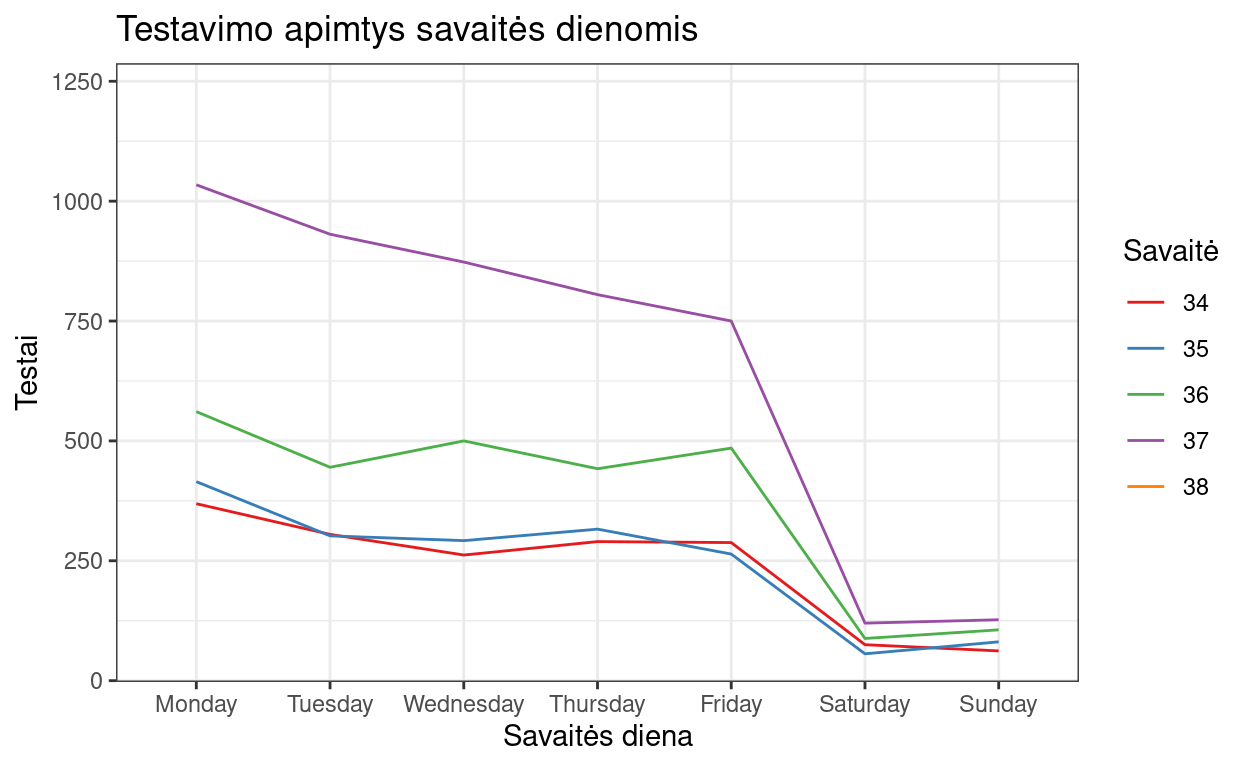 Testavimo apimtys savaitės dienomis
1250
1000
750
500
250
0
Testai
Monday Tuesday Wednesday Thursday Friday Saturday Sunday
Savaitės diena
Savaitė
34
35
36
37
38